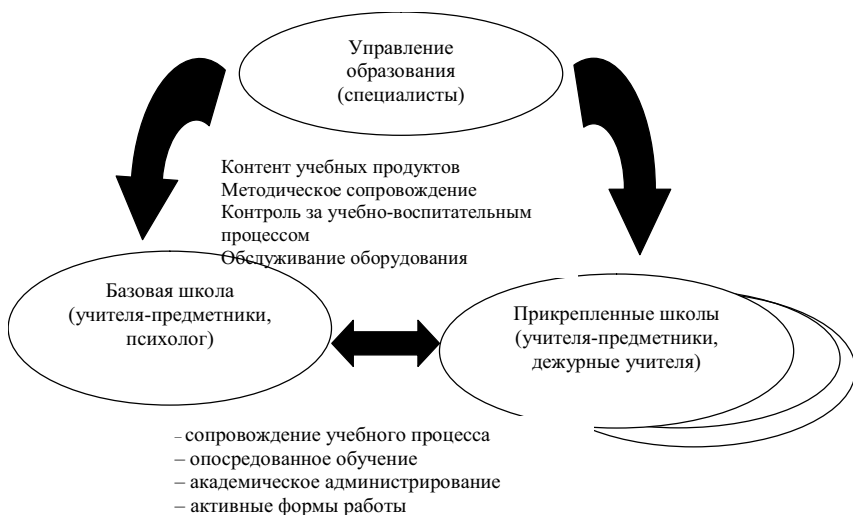 Управление
образования
(специалисты)
Контент учебных продуктов
Методическое сопровождение
Контроль за учебно-воспитательным
процессом
Обслуживание оборудования
Базовая школа
(учителя-предметники,
психолог)
Прикрепленные школы
(учителя-предметники,
дежурные учителя)
– сопровождение учебного процесса
– опосредованное обучение
– академическое администрирование
– активные формы работы